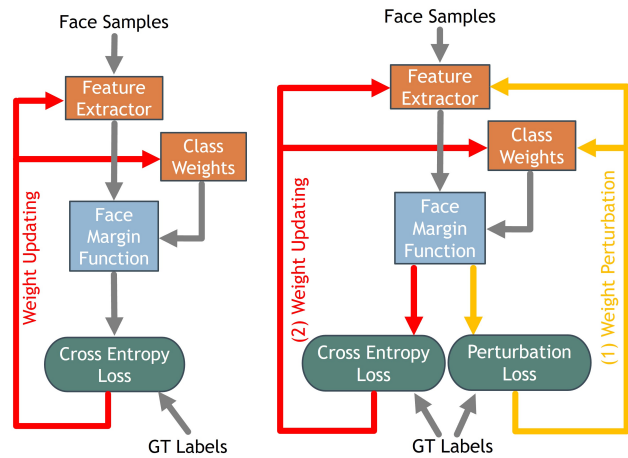 Face Samples
Feature
Extractor
Class
Weights
Face
Margin
Function
Weight Updating
Cross Entropy
Loss
GT Labels
Face Samples
Feature
Extractor
Class
Weights
Face
Margin
Function
(2) Weight Updating
(1) Weight Perturbation
Cross Entropy
Loss
Perturbation
Loss
GT Labels